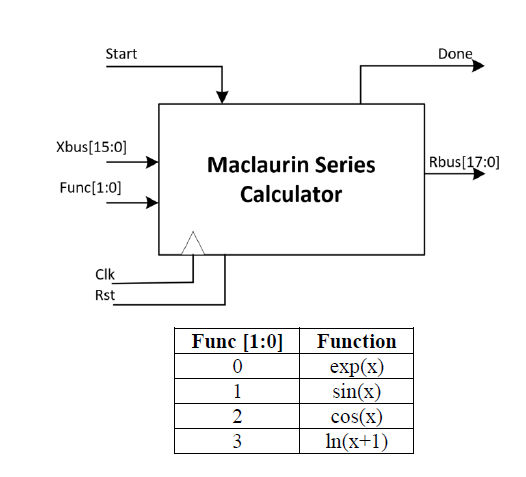 Start
Done
Xbus[15:0]
Maclaurin Series
Calculator
Rbus[17:0]
Func[1:0]
Clk
Rst
Func [1:0] Function
0 exp(x)
1 sin(x)
2 cos(x)
3 ln(x+1)